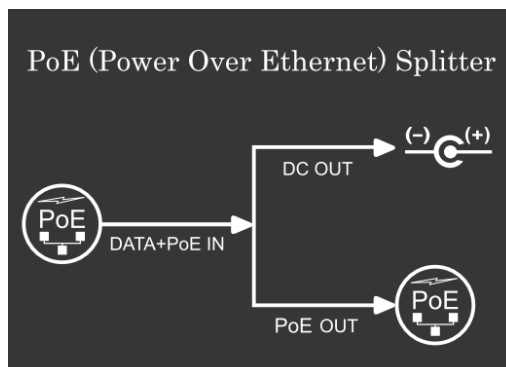 PoE (Power Over Ethernet) Splitter
(-) (+)
DC OUT
PoE
DATA+PoE IN
PoE
PoE OUT